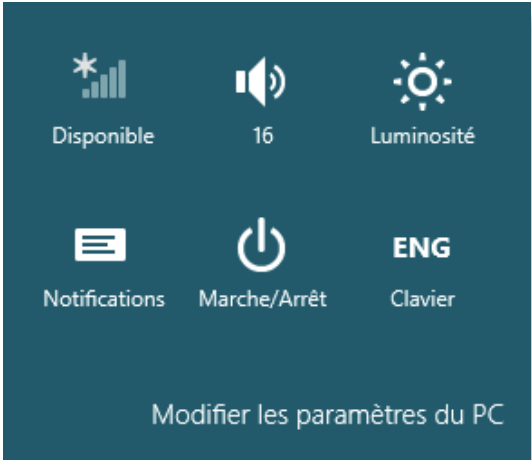 Disponible
16
Luminosité
Notifications
Marche/Arrêt
ENG
Clavier
Modifier les paramètres du PC